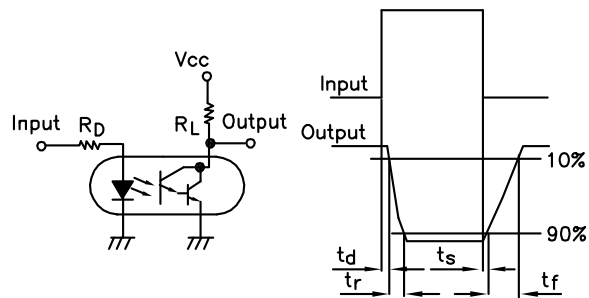 Vcc
Input
RD
RL
Output
Input
Output
10%
90%
td
ts
tr
tf